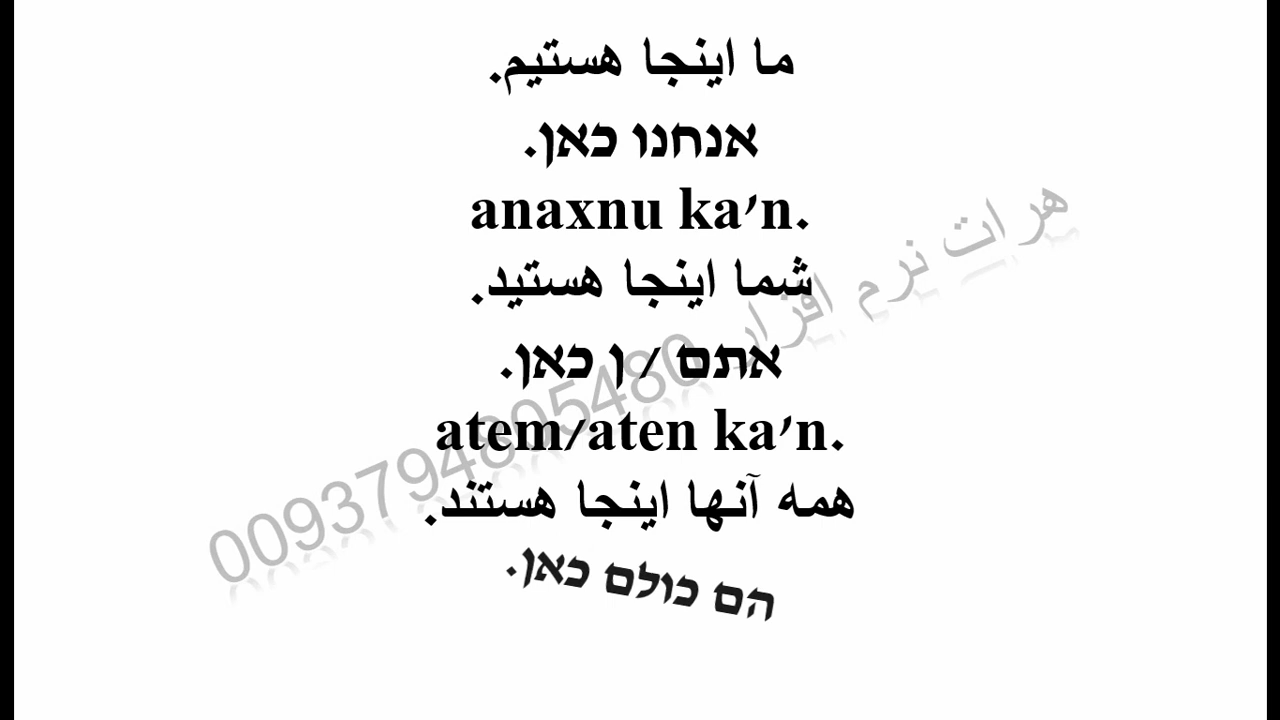 ما اینجا هستیم.
אנחנו כאן.
anaxnu ka'n.
شما اینجا هستید.
אתם / ן כאן.
atem/aten ka'n.
همه آنها اینجا هستند.
הם כולם כאן.
هرات نرم افزار 0093794805480